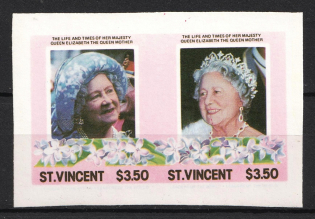 THE LIFE AND TIMES OF HER MAJESTY
QUEEN ELIZABETH THE QUEEN MOTHER
ST.VINCENT $3.50
THE LIFE AND TIMES OF HER MAJESTY
QUEEN ELIZABETH THE QUEEN MOTHER
ST.VINCENT $3.50